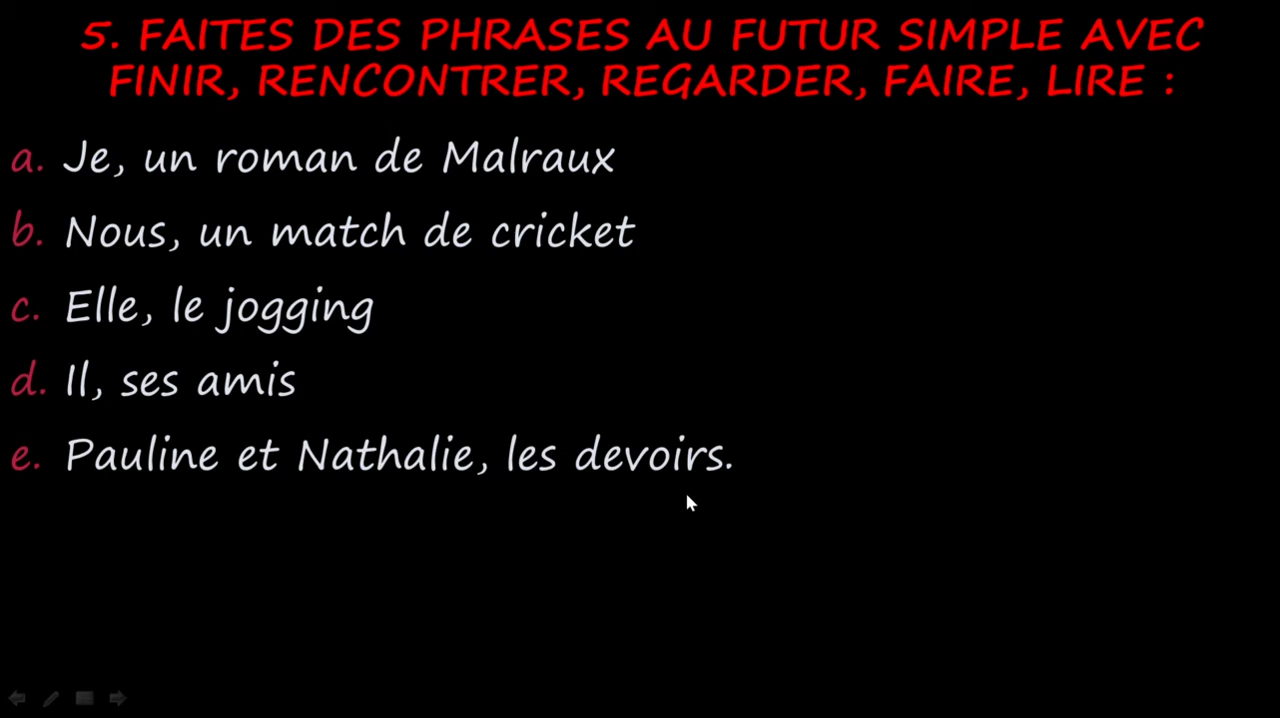 5. FAITES DES PHRASES AU FUTUR SIMPLE AVEC
FINIR, RENCONTRER, REGARDER, FAIRE, LIRE :
a. Je, un roman de Malraux
b. Nous, un match de cricket
c. Elle, le jogging
d. Il, ses amis
e. Pauline et Nathalie, les devoirs.